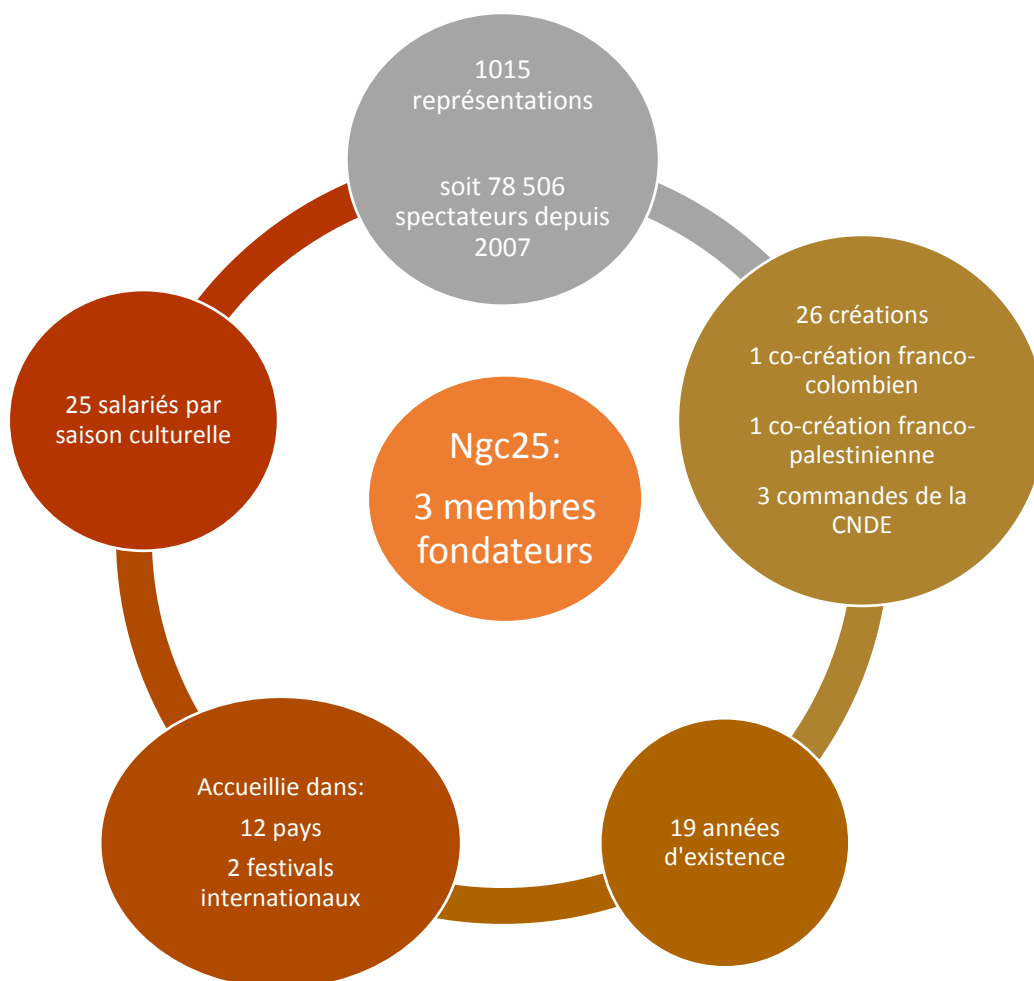 1015
représentations
soit 78 506
spectateurs depuis
2007
26 créations
1 co-création franco-
colombien
1 co-création franco-
palestinienne
3 commandes de la
CNDE
25 salariés par
saison culturelle
Ngc25:
3 membres
fondateurs
Accueillie dans:
12 pays
2 festivals
internationaux
19 années
d'existence